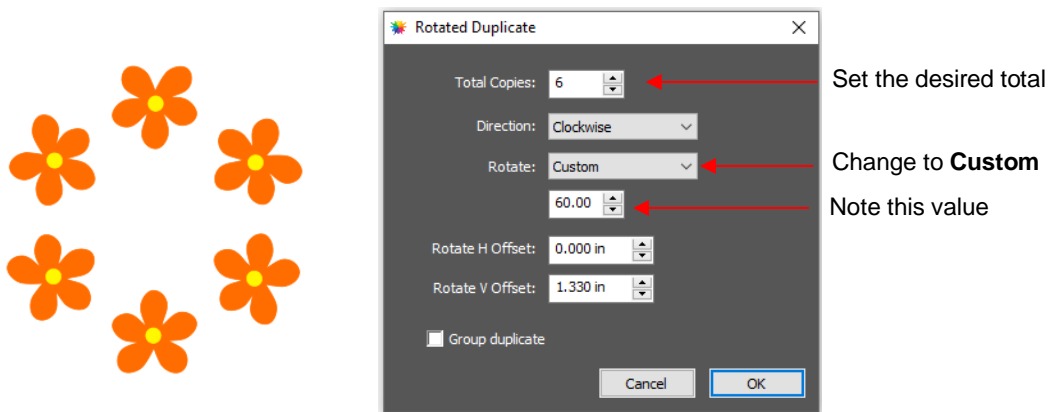 Rotated Duplicate
Total Copies: 6
Set the desired total
Direction: Clockwise
Rotate: Custom
Change to Custom
60.00
Note this value
Rotate H Offset: 0.000 in
Rotate V Offset: 1.330 in
Group duplicate
Cancel OK